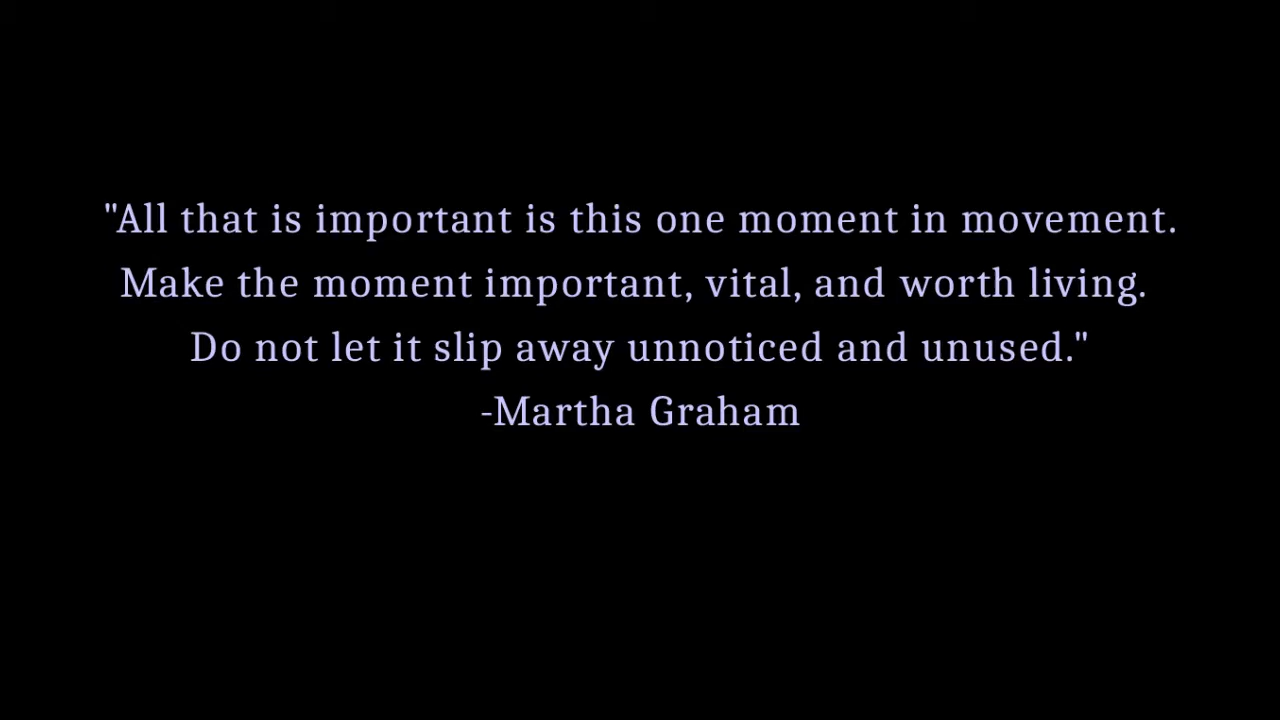 "All that is important is this one moment in movement.
Make the moment important, vital, and worth living.
Do not let it slip away unnoticed and unused."
-Martha Graham